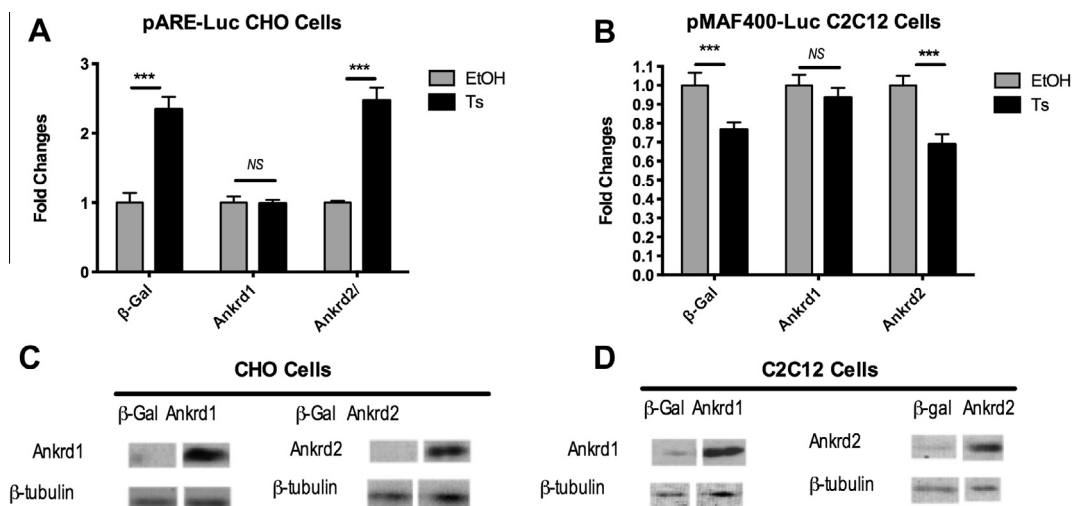 A
pARE-Luc CHO Cells
Fold Changes
3
2
1
0
***
NS
***
EtOH
Ts
β-Gal
Ankrd1
Ankrd2/
B
pMAF400-Luc C2C12 Cells
Fold Changes
1.1
1.0
0.9
0.8
0.7
0.6
0.5
0.4
0.3
0.2
0.1
0.0
***
NS
***
EtOH
Ts
β-Gal
Ankrd1
Ankrd2
C
CHO Cells
β-Gal Ankrd1
β-Gal Ankrd2
Ankrd1
Ankrd2
β-tubulin
β-tubulin
D
C2C12 Cells
β-Gal Ankrd1
β-gal Ankrd2
Ankrd1
Ankrd2
β-tubulin
β-tubulin